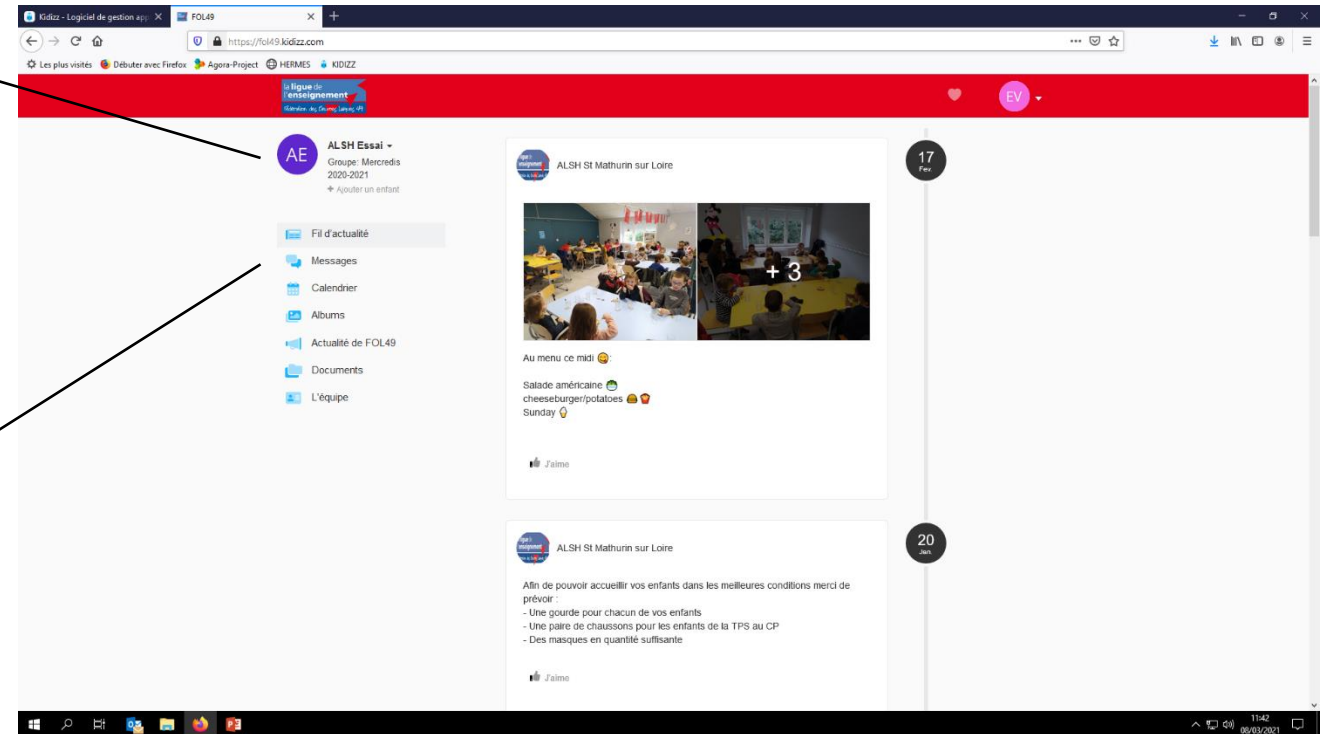 Kidizz - Logiciel de gestion app
FOL49
https://fol49.kidizz.com
Les plus visités
Débuter avec Firefox
Agora-Project
HERMES
KIDIZZ
la ligue de
l'enseignement
EV
AE
ALSH Essai
Groupe: Mercredis
2020-2021
+ Ajouter un enfant
Fil d'actualité
Messages
Calendrier
Albums
Actualité de FOL49
Documents
L'équipe
ALSH St Mathurin sur Loire
17
Fev.
+ 3
Au menu ce midi 😋:
Salade américaine 🥗
cheeseburger/potatoes 🍔🍟
Sunday 🍦
J'aime
ALSH St Mathurin sur Loire
20
Jan.
Afin de pouvoir accueillir vos enfants dans les meilleures conditions merci de
prévoir :
- Une gourde pour chacun de vos enfants
- Une paire de chaussons pour les enfants de la TPS au CP
- Des masques en quantité suffisante
J'aime
11:42
08/03/2021